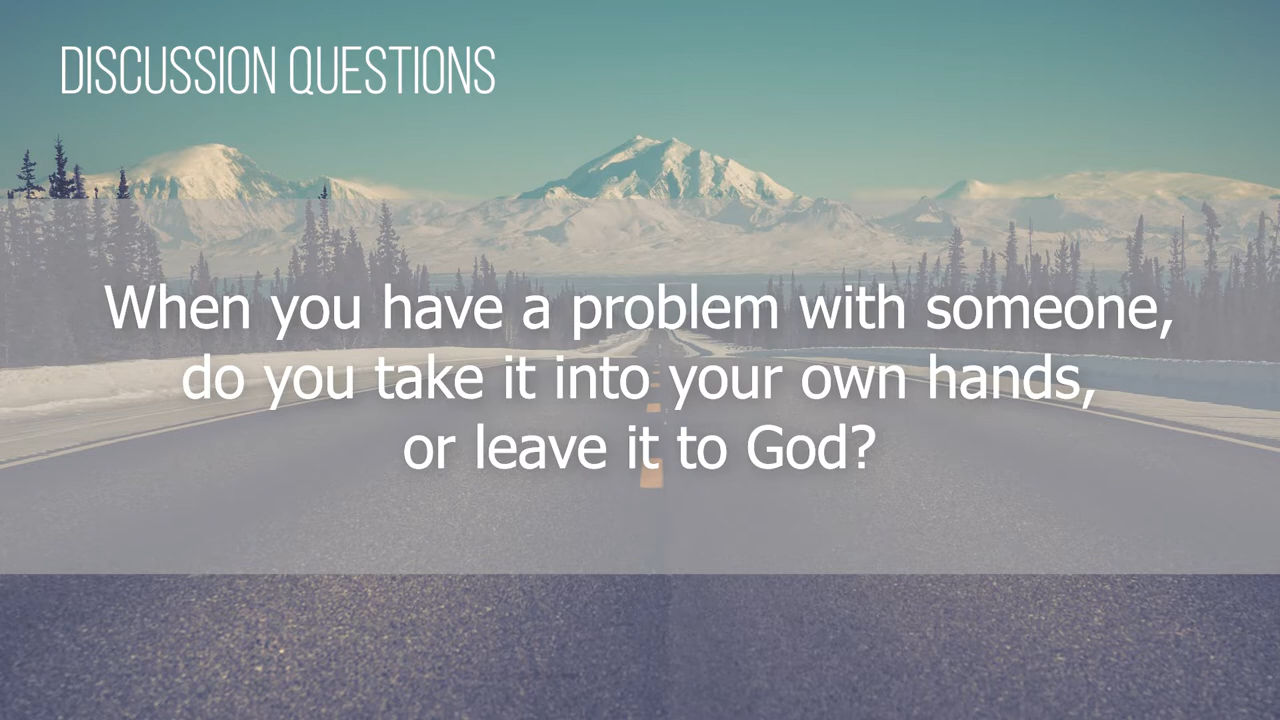 DISCUSSION QUESTIONS
When you have a problem with someone,
do you take it into your own hands,
or leave it to God?